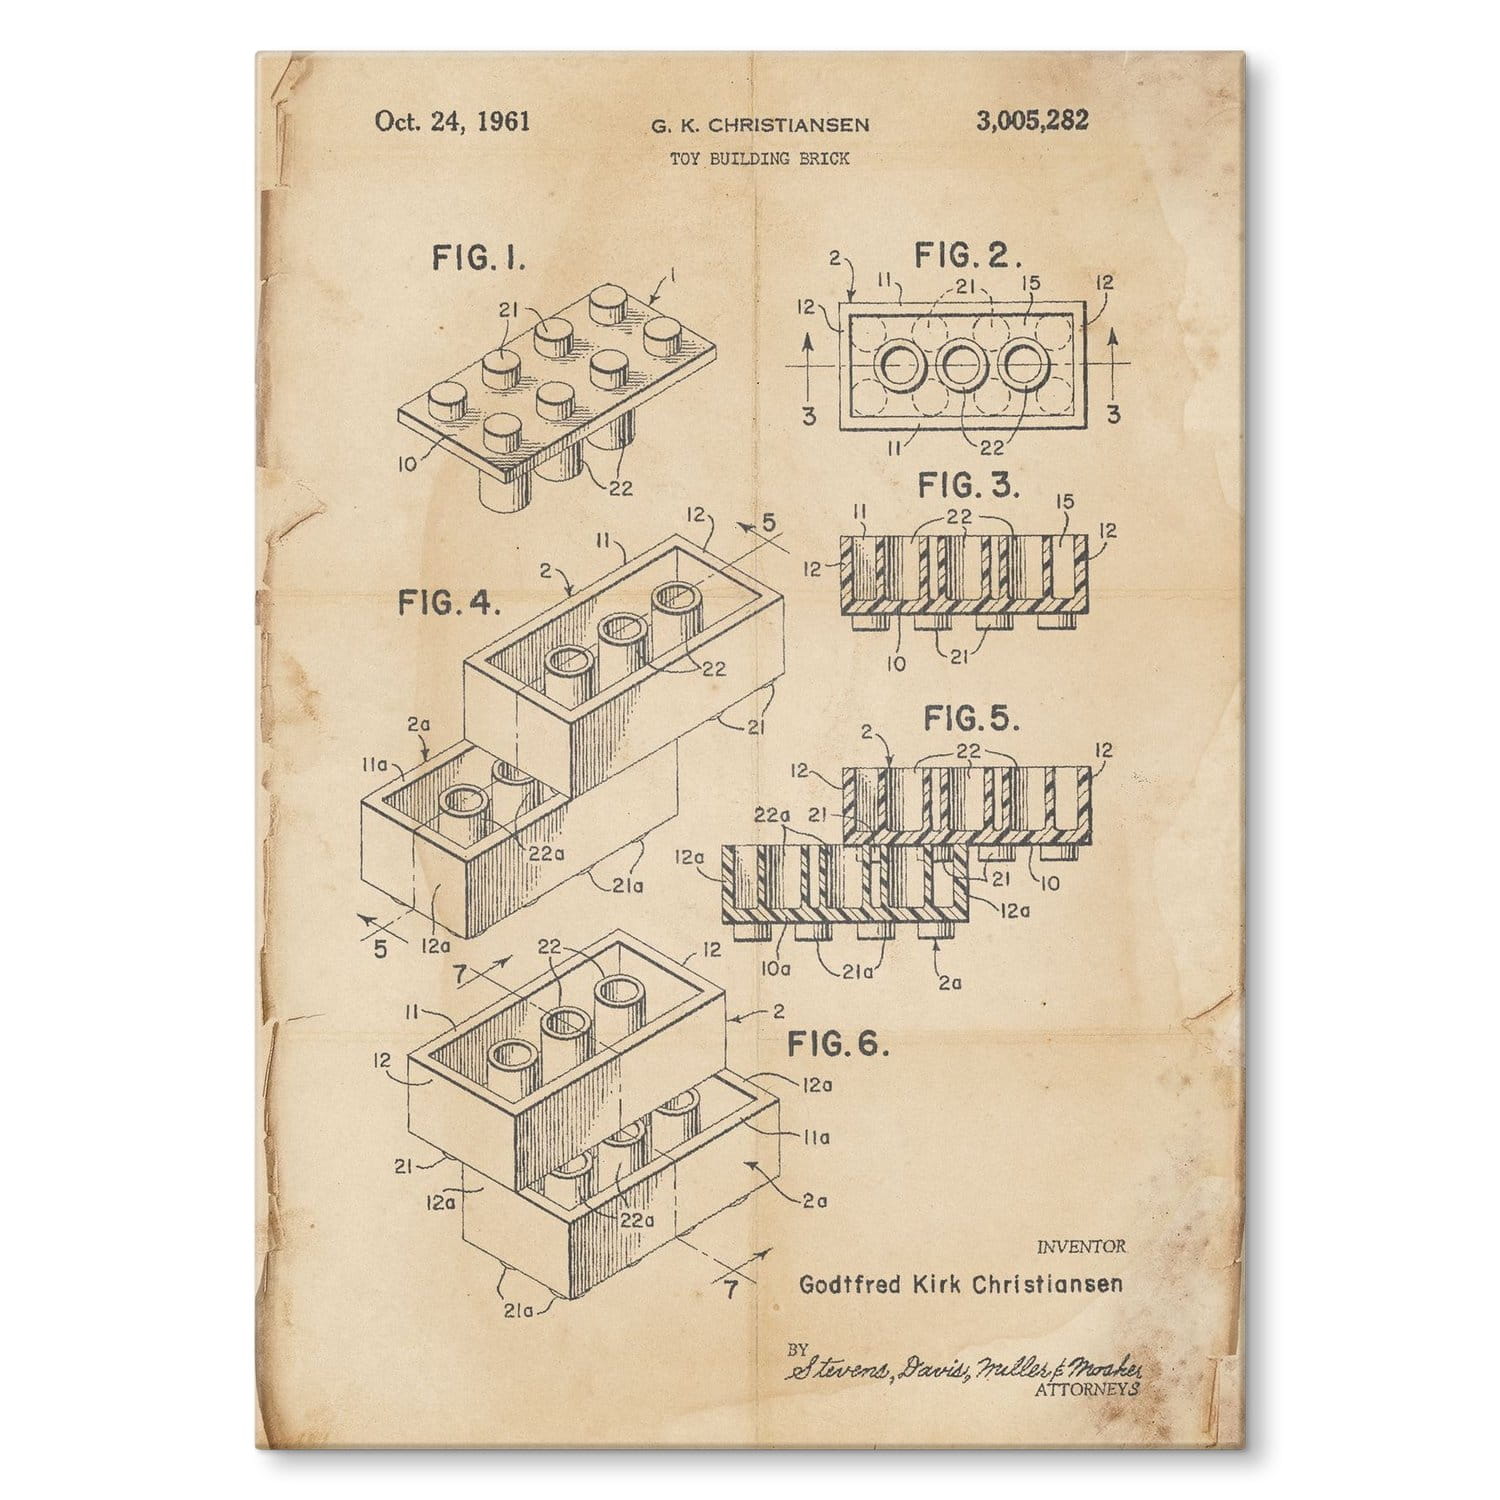 Oct. 24, 1961
G. K. CHRISTIANSEN
3,005,282
TOY BUILDING BRICK
FIG. 1.
1
21
10
22
FIG. 2.
2
11
21
15
12
12
3
3
11
22
FIG. 3.
11
22
15
12
12
10
21
FIG. 4.
12
5
11
2
22
21
2a
11a
22a
21a
5
12a
FIG. 5.
2
22
12
12
22a
21
12a
21
10
12a
10a
21a
2a
FIG. 6.
7
22
12
11
2
12
12a
11a
21
12a
2a
22a
7
21a
INVENTOR
Godtfred Kirk Christiansen
BY
Stevens, Davis, Miller & Mosher
ATTORNEYS